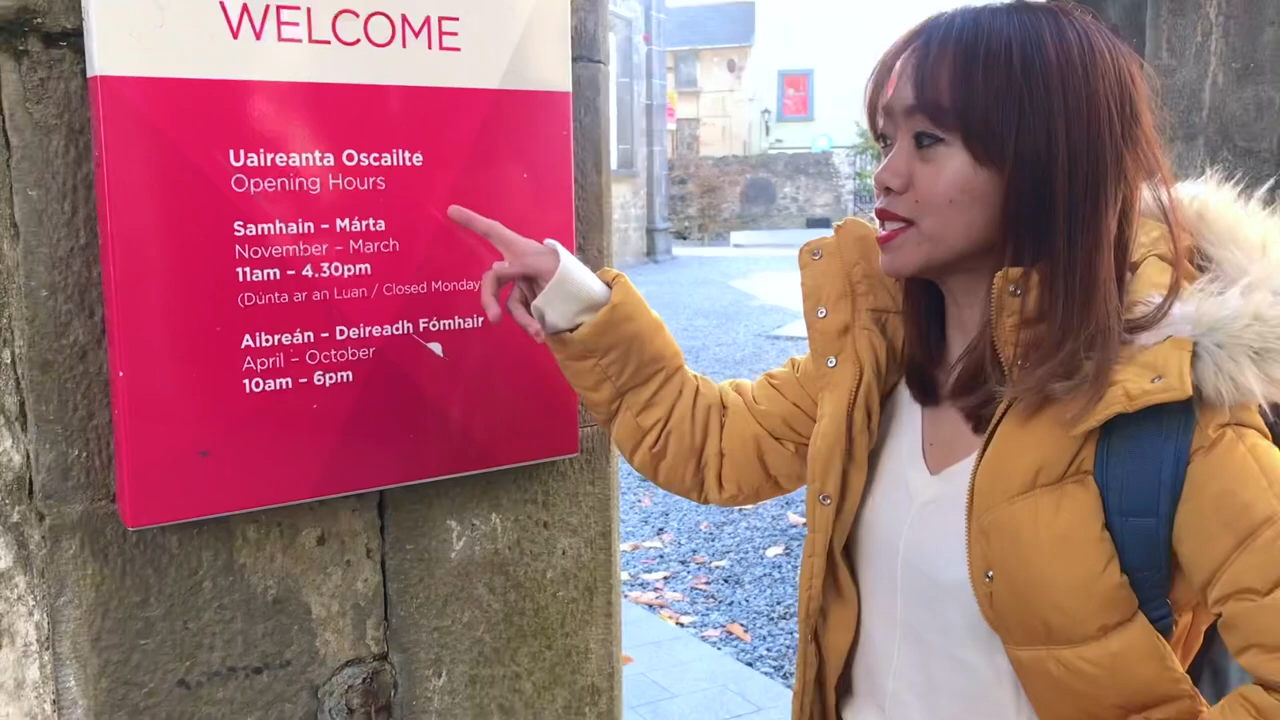 WELCOME
Uaireanta Oscailte
Opening Hours
Samhain – Márta
November – March
11am – 4.30pm
(Dúnta ar an Luan / Closed Monday
Aibreán – Deireadh Fómhair
April – October
10am – 6pm